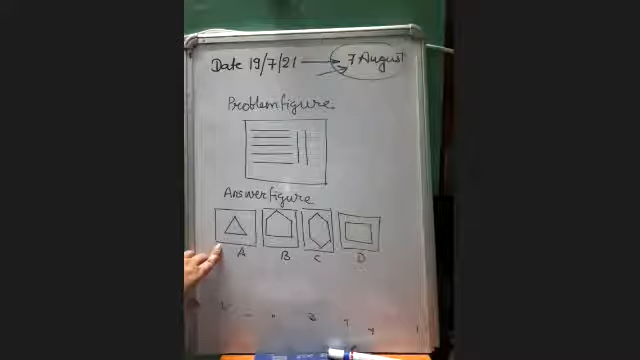 Date 19/7/21 → 7 August
Problem figure
Answer figure
A B C D